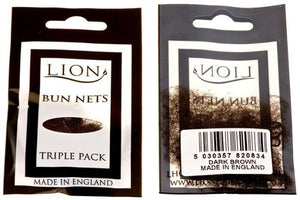 LION
BUN NETS
TRIPLE PACK
MADE IN ENGLAND
LION
BUN NETS
5 030357 820834
DARK BROWN
MADE IN ENGLAND